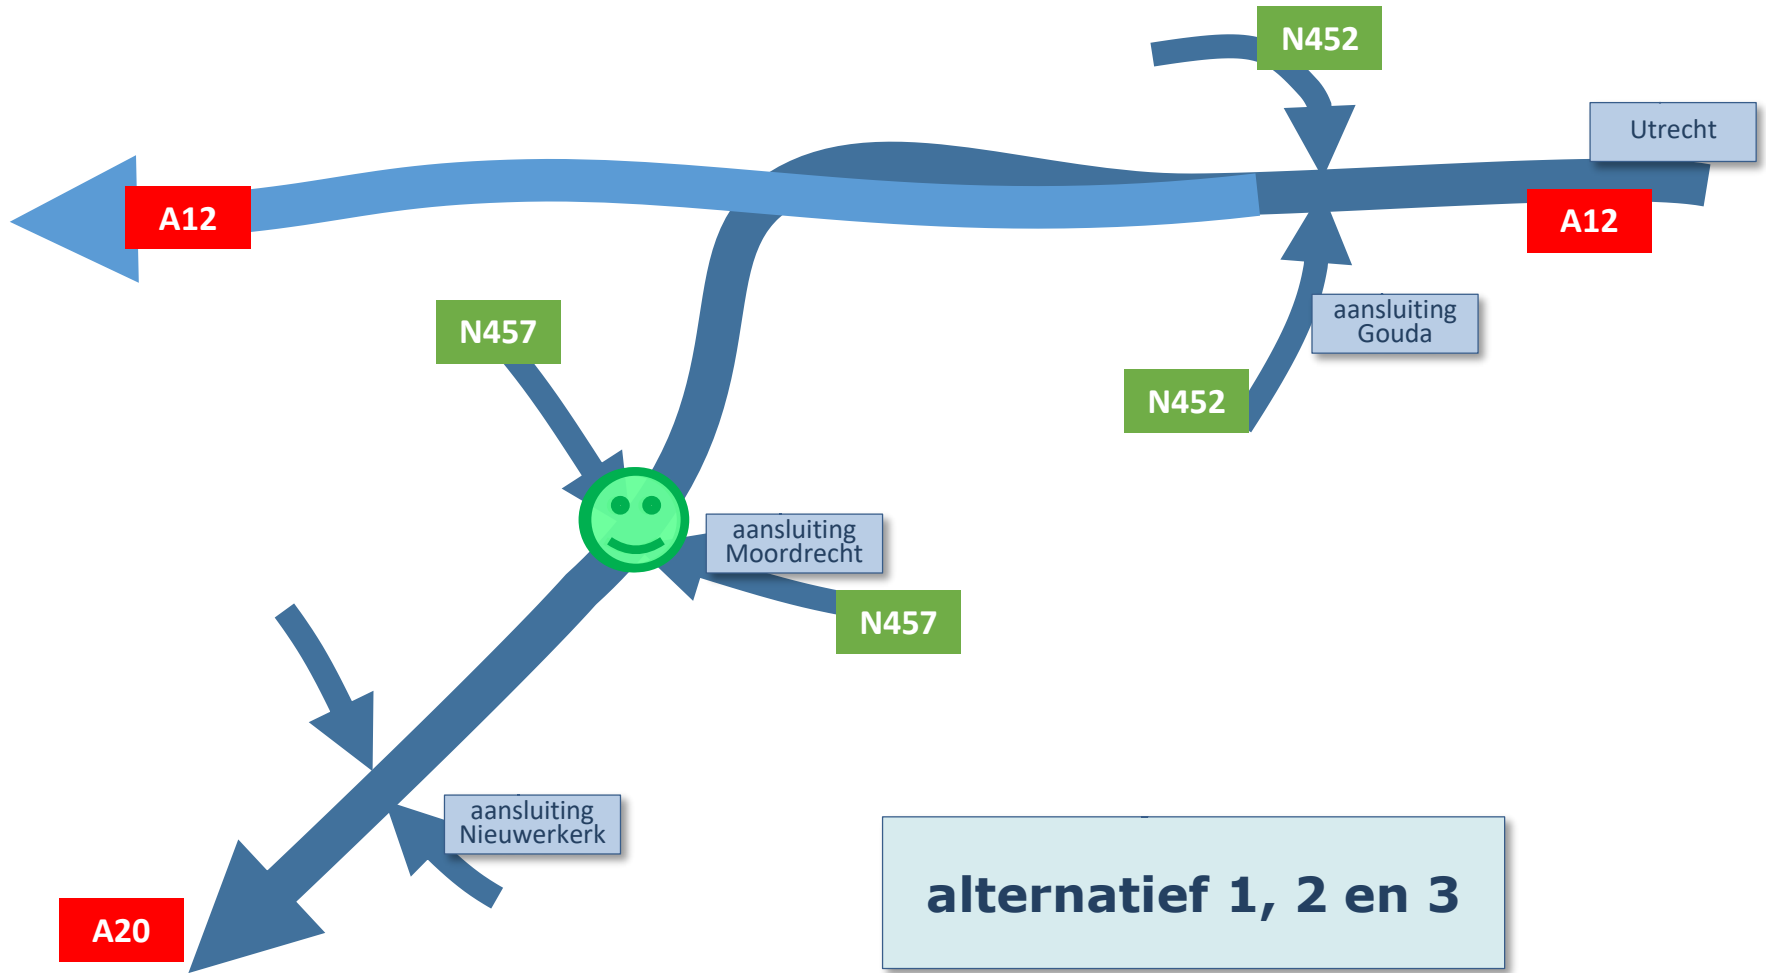 N452
Utrecht
A12
A12
aansluiting
Gouda
N457
N452
aansluiting
Moordrecht
N457
aansluiting
Nieuwerkerk
alternatief 1, 2 en 3
A20